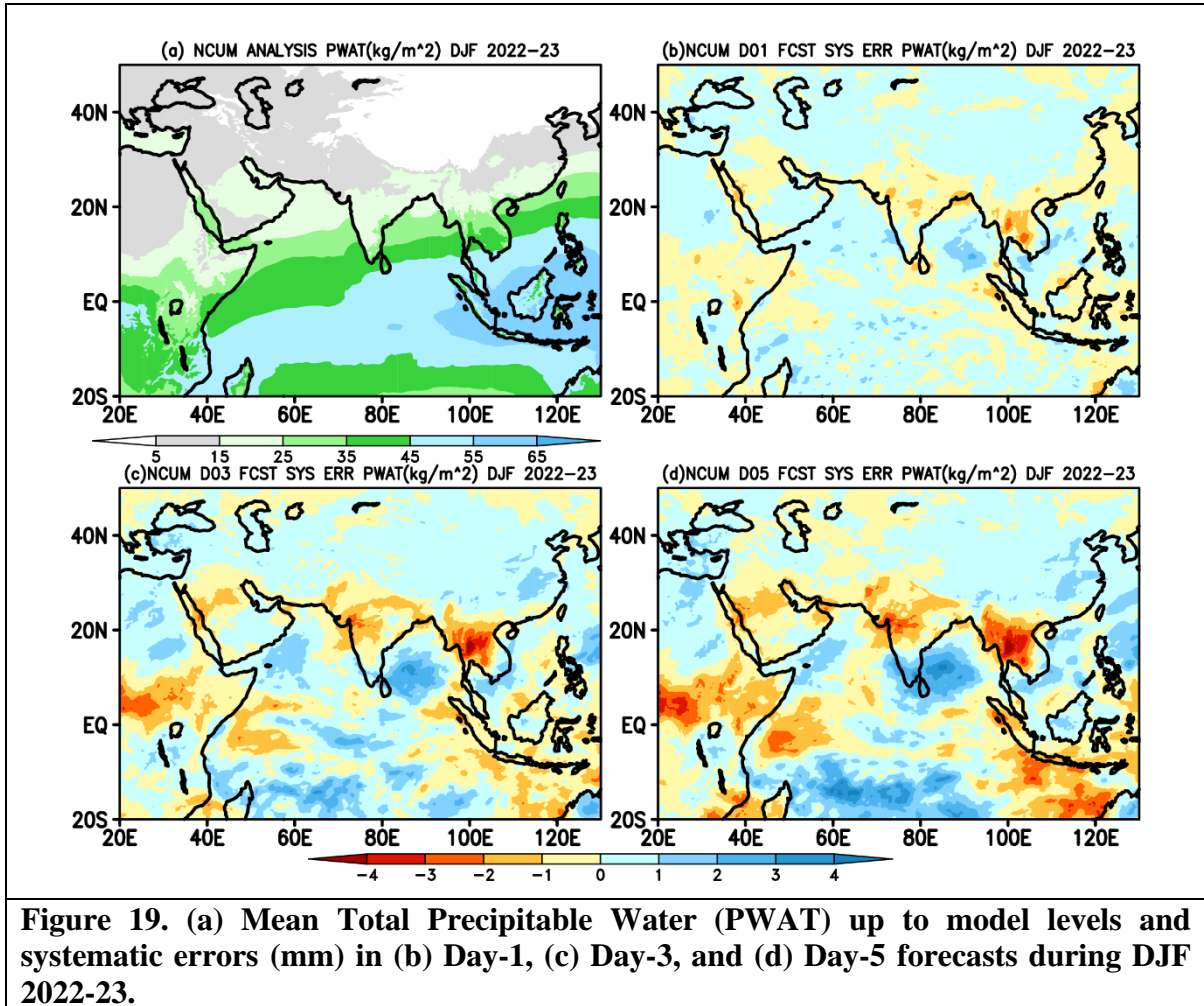 (a) NCUM ANALYSIS PWAT(kg/m^2) DJF 2022-23
40N
20N
EQ
20S
20E 40E 60E 80E 100E 120E
5 15 25 35 45 55 65
(b)NCUM D01 FCST SYS ERR PWAT(kg/m^2) DJF 2022-23
40N
20N
EQ
20S
20E 40E 60E 80E 100E 120E
(c)NCUM D03 FCST SYS ERR PWAT(kg/m^2) DJF 2022-23
40N
20N
EQ
20S
20E 40E 60E 80E 100E 120E
(d)NCUM D05 FCST SYS ERR PWAT(kg/m^2) DJF 2022-23
40N
20N
EQ
20S
20E 40E 60E 80E 100E 120E
-4 -3 -2 -1 0 1 2 3 4
Figure 19. (a) Mean Total Precipitable Water (PWAT) up to model levels and
systematic errors (mm) in (b) Day-1, (c) Day-3, and (d) Day-5 forecasts during DJF
2022-23.